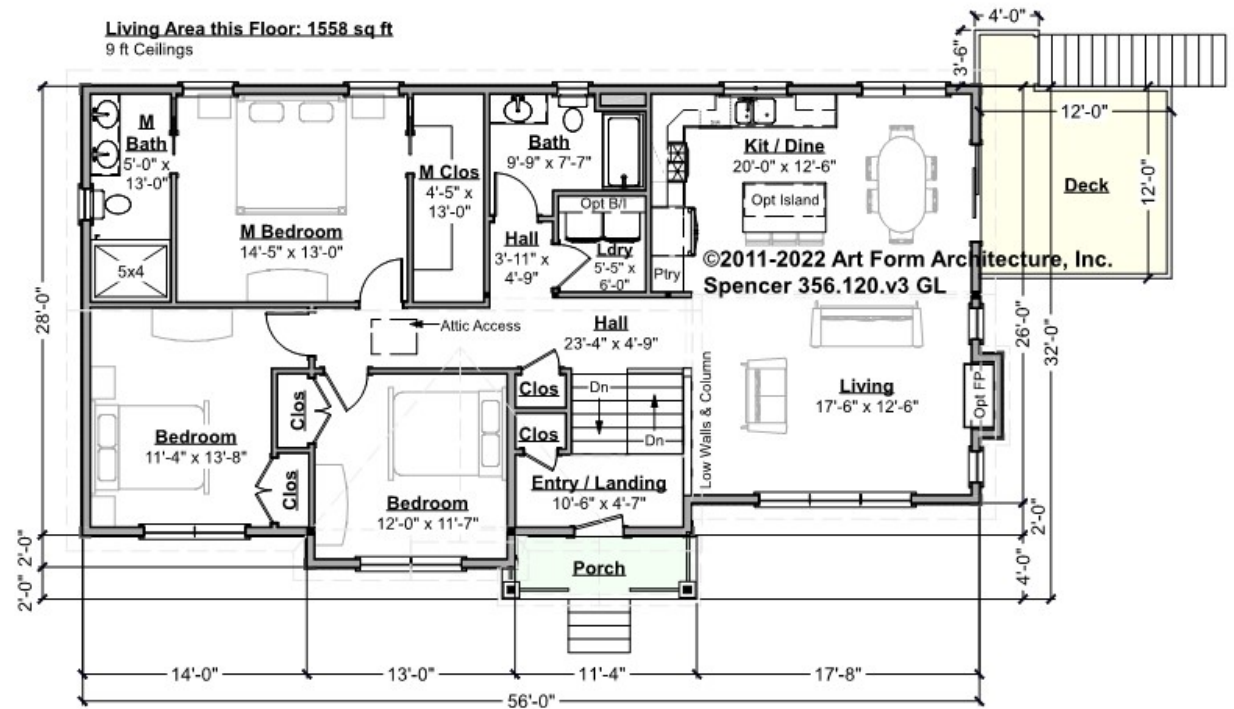 Living Area this Floor: 1558 sq ft
9 ft Ceilings
4'-0"
3'-6"
12'-0"
12'-0"
Deck
M
Bath
5'-0" x
13'-0"
5x4
M Bedroom
14'-5" x 13'-0"
M Clos
4'-5" x
13'-0"
Bath
9'-9" x 7'-7"
Opt B/I
Hall
3'-11" x
4'-9"
Ldry
5'-5" x
6'-0"
Kit / Dine
20'-0" x 12'-6"
Opt Island
Ptry
©2011-2022 Art Form Architecture, Inc.
Spencer 356.120.v3 GL
28'-0"
26'-0"
32'-0"
Attic Access
Hall
23'-4" x 4'-9"
Low Walls & Column
Living
17'-6" x 12'-6"
Opt FP
Clos
Clos
Clos
Clos
Dn
Dn
Bedroom
11'-4" x 13'-8"
Bedroom
12'-0" x 11'-7"
Entry / Landing
10'-6" x 4'-7"
Porch
2'-0"
2'-0"
2'-0"
4'-0"
14'-0"
13'-0"
11'-4"
17'-8"
56'-0"